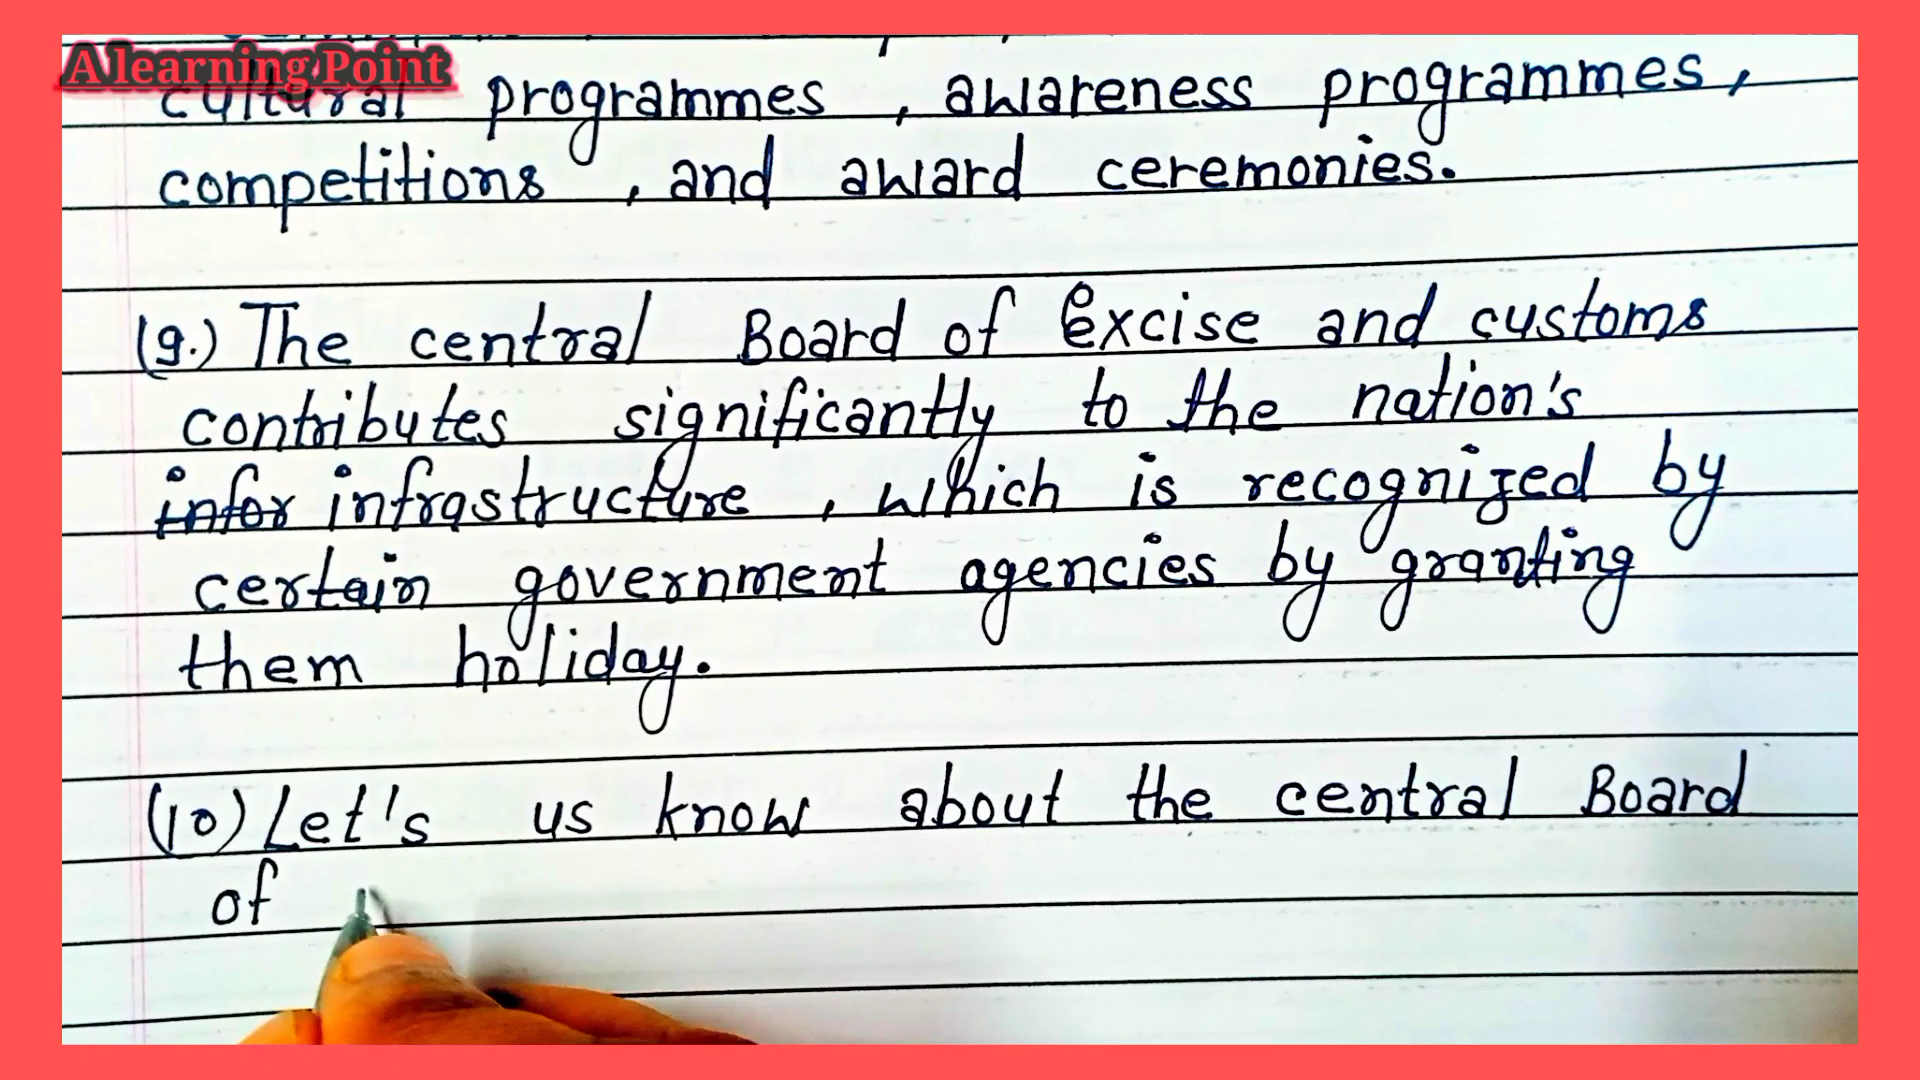 A learning Point
cultural programmes , awareness programmes,
competitions , and award ceremonies.
(9.) The central Board of Excise and customs
contributes significantly to the nation's
infor infrastructure , which is recognized by
certain government agencies by granting
them holiday.
(10) Let's us know about the central Board
of